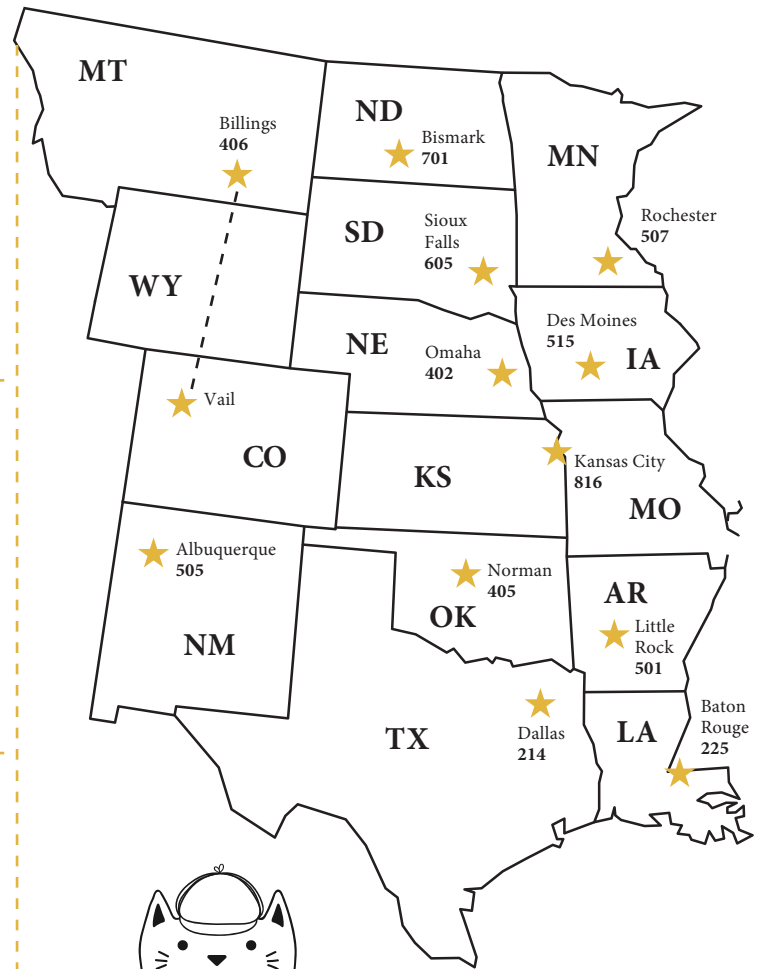 MT
Billings
406
ND
Bismark
701
MN
Rochester
507
SD
Sioux
Falls
605
WY
NE
Omaha
402
Des Moines
515
IA
Vail
CO
KS
Kansas City
816
MO
Albuquerque
505
NM
Norman
405
OK
AR
Little
Rock
501
TX
Dallas
214
LA
Baton
Rouge
225